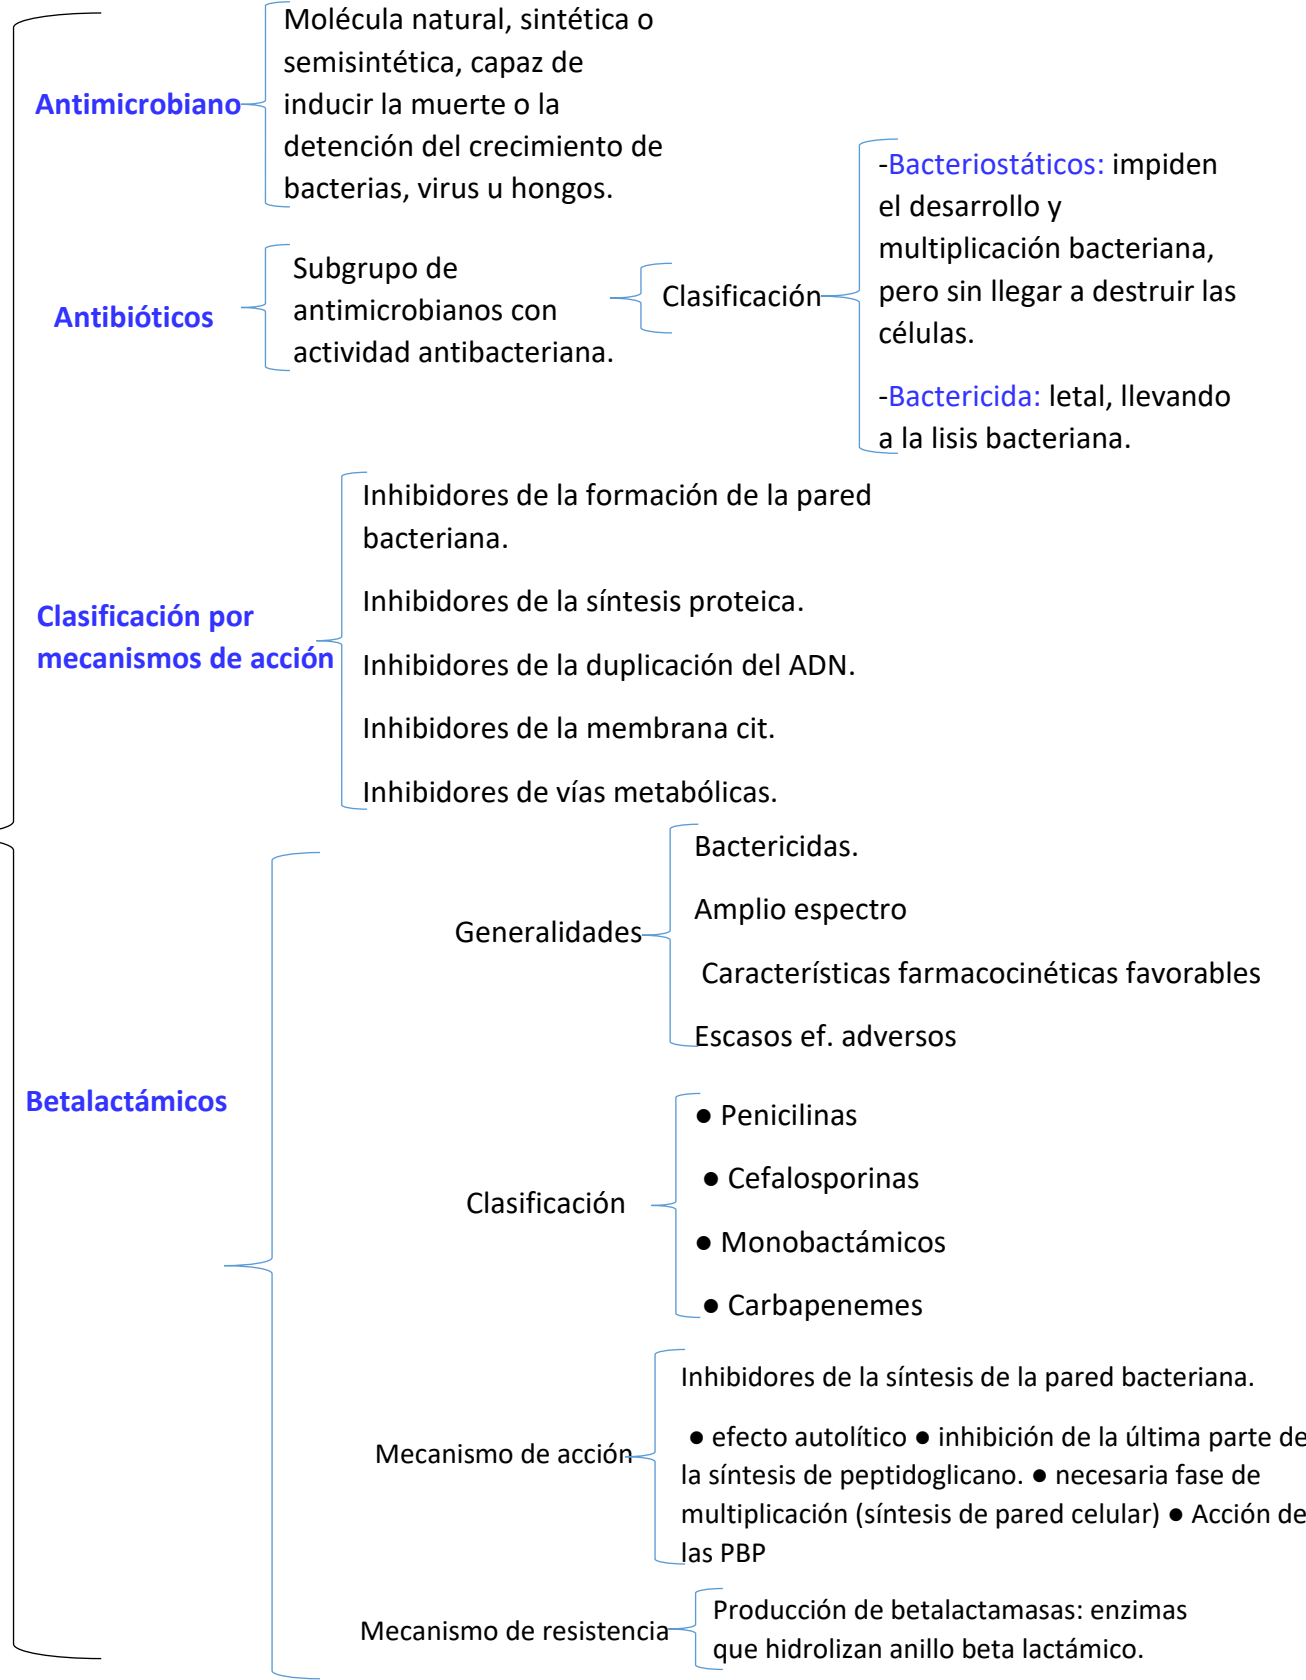 Antimicrobiano
Molécula natural, sintética o
semisintética, capaz de
inducir la muerte o la
detención del crecimiento de
bacterias, virus u hongos.
Antibióticos
Subgrupo de
antimicrobianos con
actividad antibacteriana.
Clasificación
-Bacteriostáticos: impiden
el desarrollo y
multiplicación bacteriana,
pero sin llegar a destruir las
células.
-Bactericida: letal, llevando
a la lisis bacteriana.
Clasificación por
mecanismos de acción
Inhibidores de la formación de la pared
bacteriana.
Inhibidores de la síntesis proteica.
Inhibidores de la duplicación del ADN.
Inhibidores de la membrana cit.
Inhibidores de vías metabólicas.
Betalactámicos
Generalidades
Bactericidas.
Amplio espectro
Características farmacocinéticas favorables
Escasos ef. adversos
Clasificación
● Penicilinas
● Cefalosporinas
● Monobactámicos
● Carbapenemes
Mecanismo de acción
Inhibidores de la síntesis de la pared bacteriana.
● efecto autolítico ● inhibición de la última parte de
la síntesis de peptidoglicano. ● necesaria fase de
multiplicación (síntesis de pared celular) ● Acción de
las PBP
Mecanismo de resistencia
Producción de betalactamasas: enzimas
que hidrolizan anillo beta lactámico.